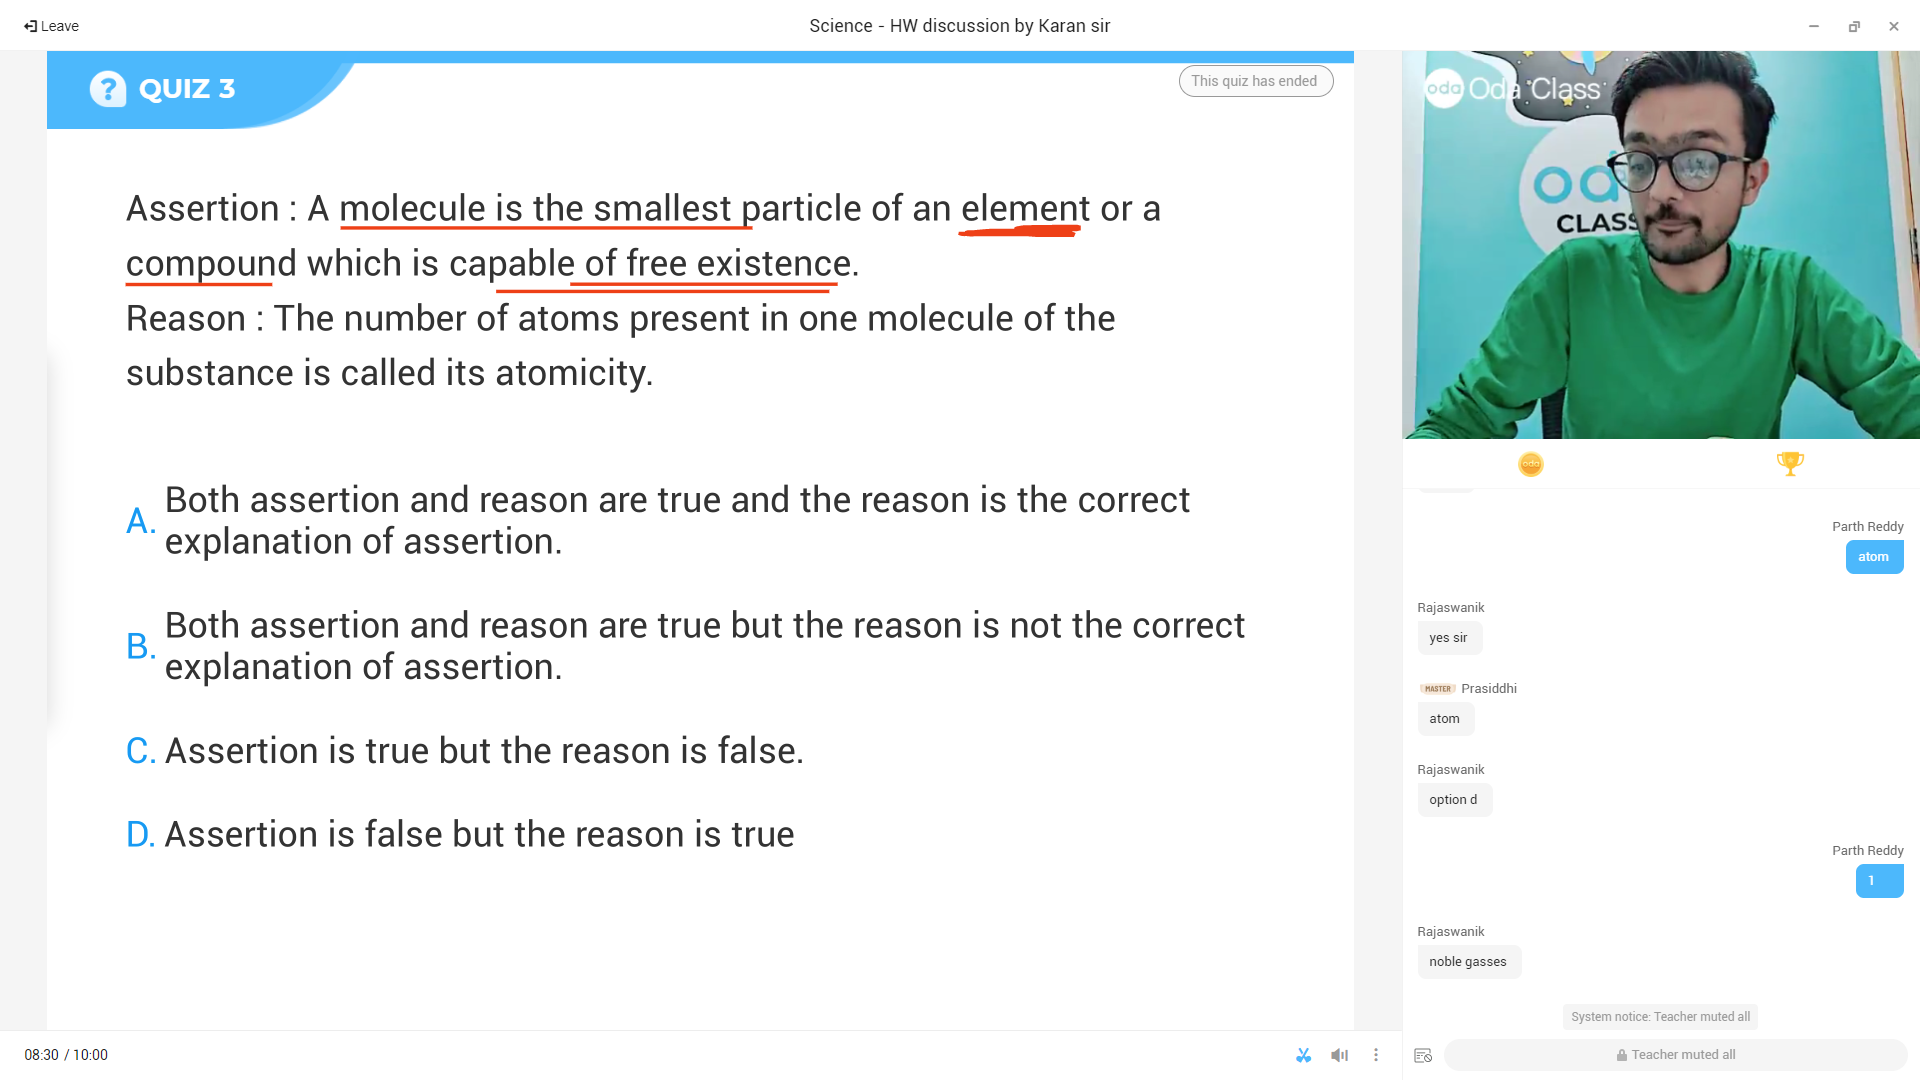 Leave
Science - HW discussion by Karan sir
QUIZ 3
This quiz has ended
Assertion : A molecule is the smallest particle of an element or a
compound which is capable of free existence.
Reason : The number of atoms present in one molecule of the
substance is called its atomicity.
A. Both assertion and reason are true and the reason is the correct
explanation of assertion.
B. Both assertion and reason are true but the reason is not the correct
explanation of assertion.
C. Assertion is true but the reason is false.
D. Assertion is false but the reason is true
08:30 / 10:00
oda Oda Class
oda
CLASS
oda
Parth Reddy
atom
Rajaswanik
yes sir
MASTER Prasiddhi
atom
Rajaswanik
option d
Parth Reddy
1
Rajaswanik
noble gasses
System notice: Teacher muted all
Teacher muted all